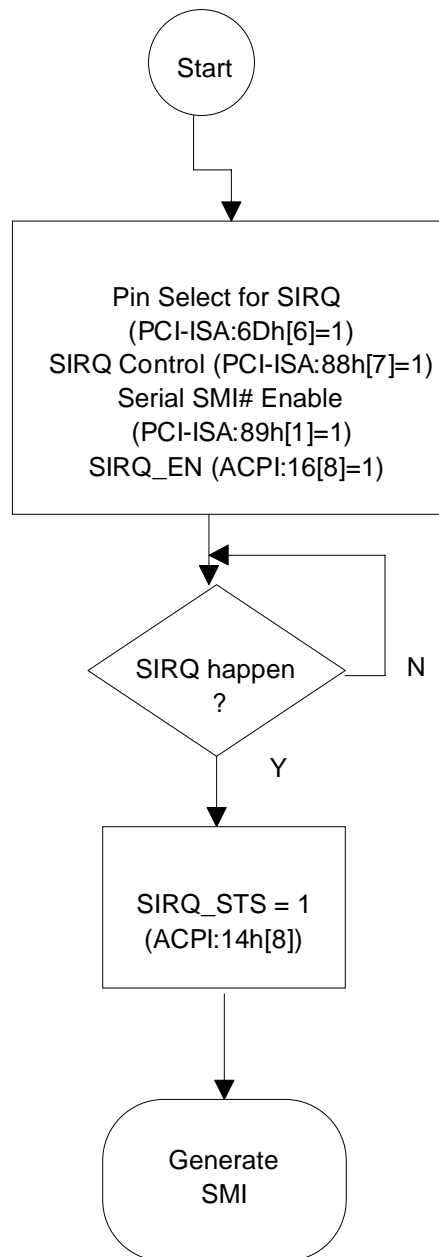 Start
Pin Select for SIRQ
(PCI-ISA:6Dh[6]=1)
SIRQ Control (PCI-ISA:88h[7]=1)
Serial SMI# Enable
(PCI-ISA:89h[1]=1)
SIRQ_EN (ACPI:16[8]=1)
SIRQ happen
?
N
Y
SIRQ_STS = 1
(ACPI:14h[8])
Generate
SMI